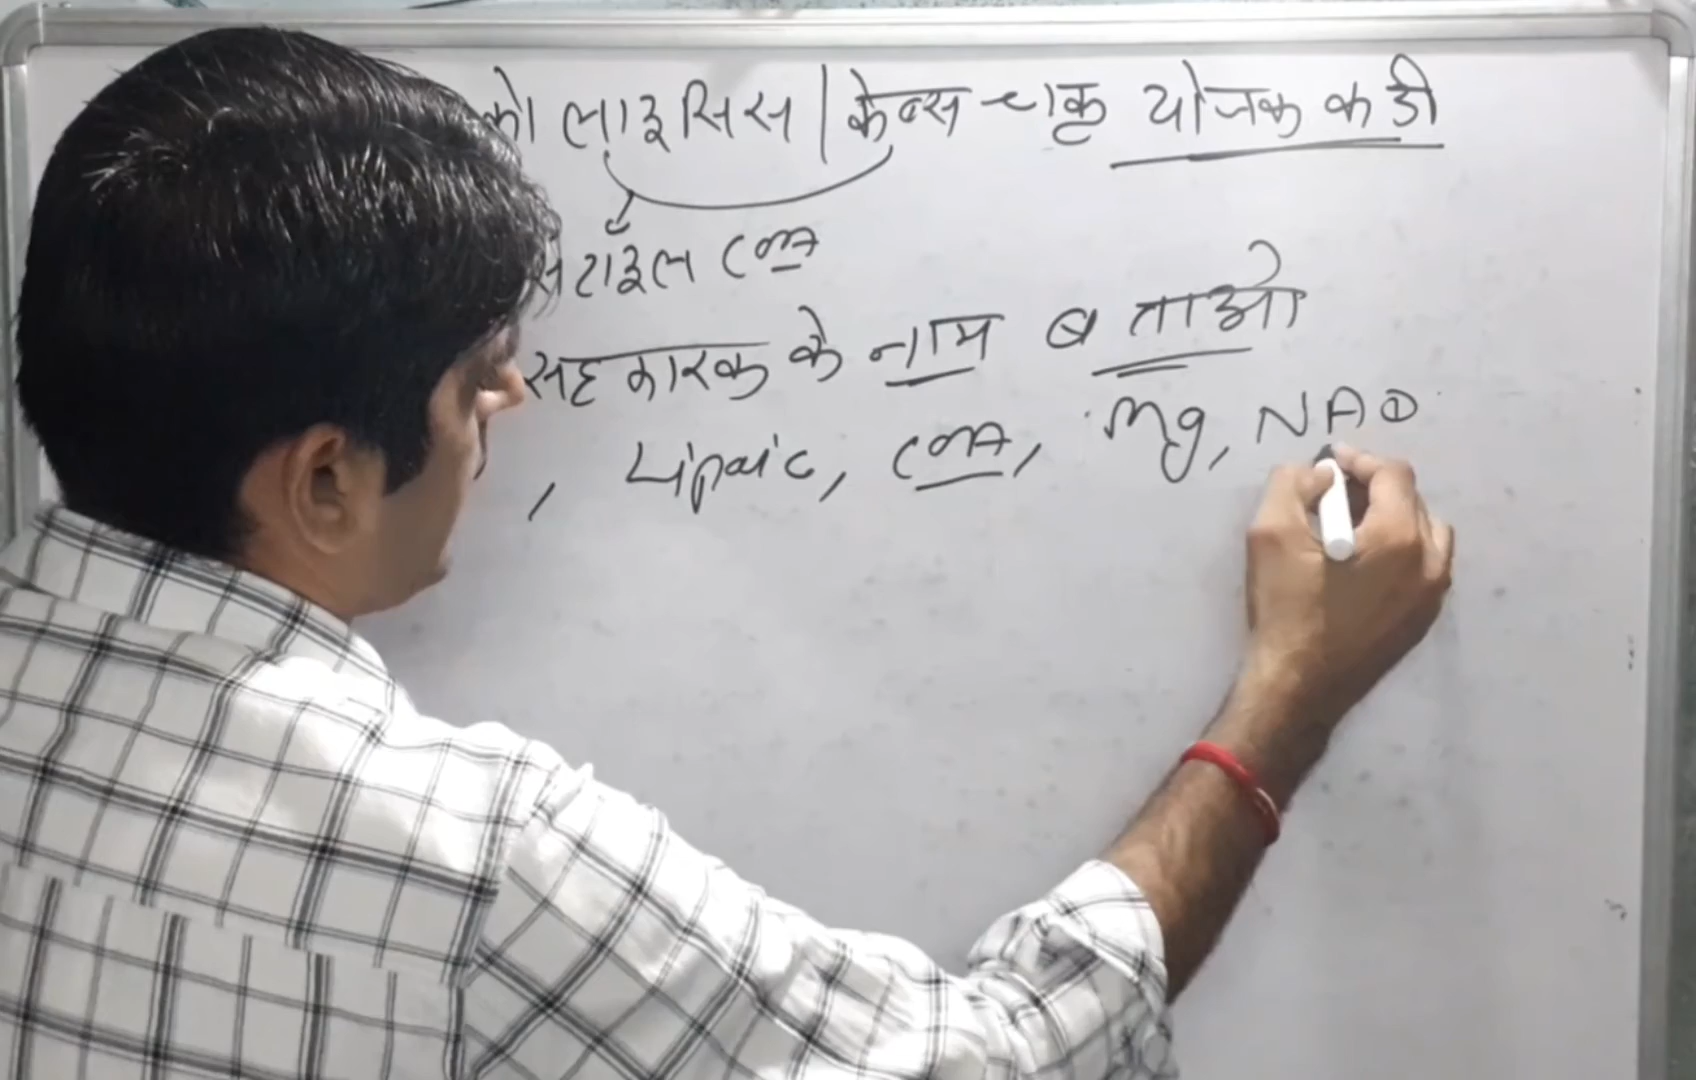 को लाइसिस | क्रेब्स चक्र योजक कडी
सटाइल COA
सहकारक के नाम बताओ
, Lipoic, COA, Mg, NAD